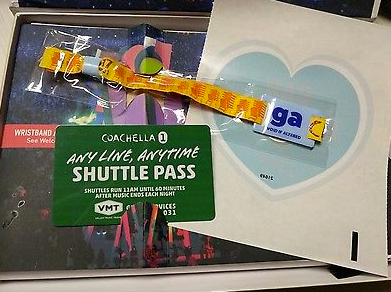 ga
VOID IF ALTERED
WRISTBAND
See Welc
COACHELLA 1
ANY LINE, ANYTIME
SHUTTLE PASS
SHUTTLES RUN 11AM UNTIL 60 MINUTES
AFTER MUSIC ENDS EACH NIGHT
VMT
031